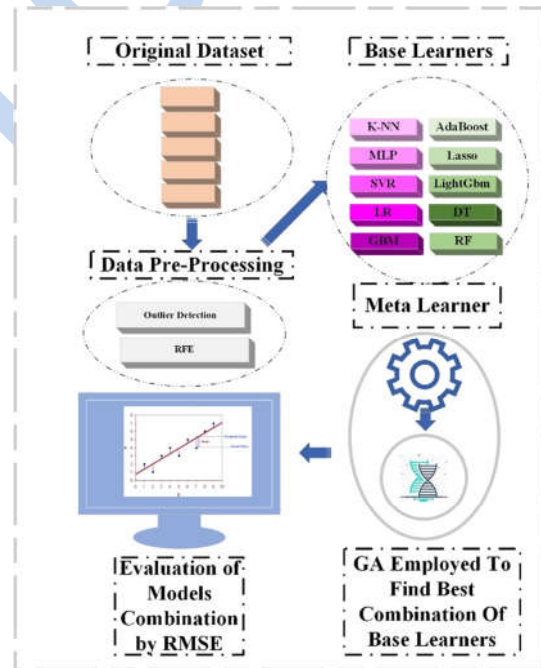 Original Dataset
Base Learners
K-NN
AdaBoost
MLP
Lasso
SVR
LightGbm
LR
DT
GBM
RF
Data Pre-Processing
Outlier Detection
RFE
Meta Learner
Evaluation of
Models
Combination
by RMSE
GA Employed To
Find Best
Combination Of
Base Learners